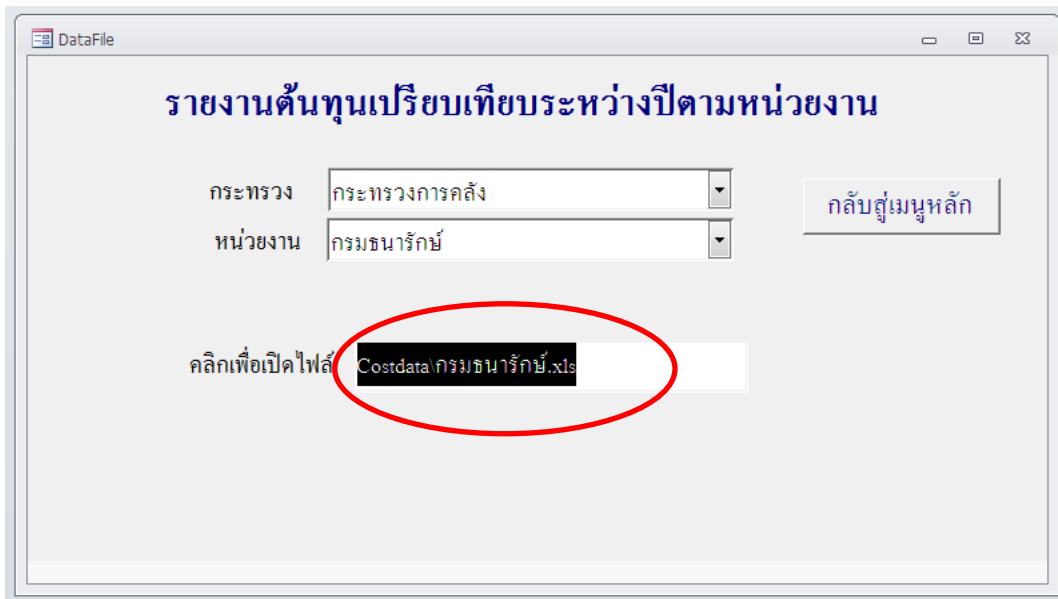 DataFile
รายงานต้นทุนเปรียบเทียบระหว่างปีตามหน่วยงาน
กระทรวง กระทรวงการคลัง
กลับสู่เมนูหลัก
หน่วยงาน กรมธนารักษ์
คลิกเพื่อเปิดไฟล์ Costdata\กรมธนารักษ์.xls